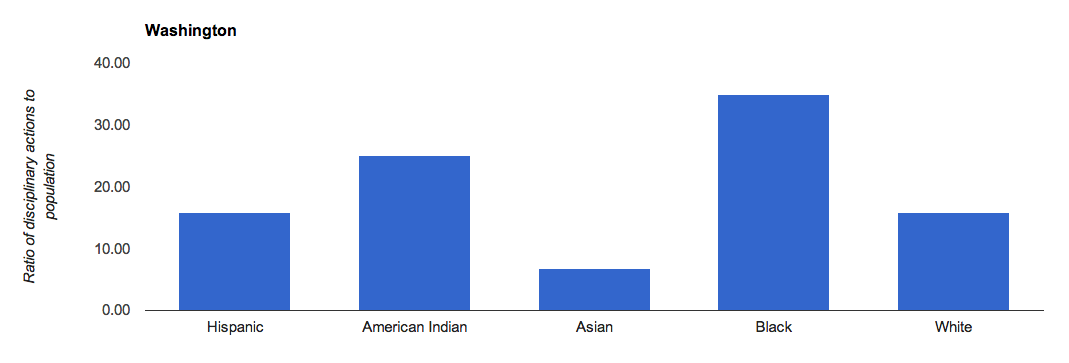 Washington
Ratio of disciplinary actions to
population
40.00
30.00
20.00
10.00
0.00
Hispanic
American Indian
Asian
Black
White